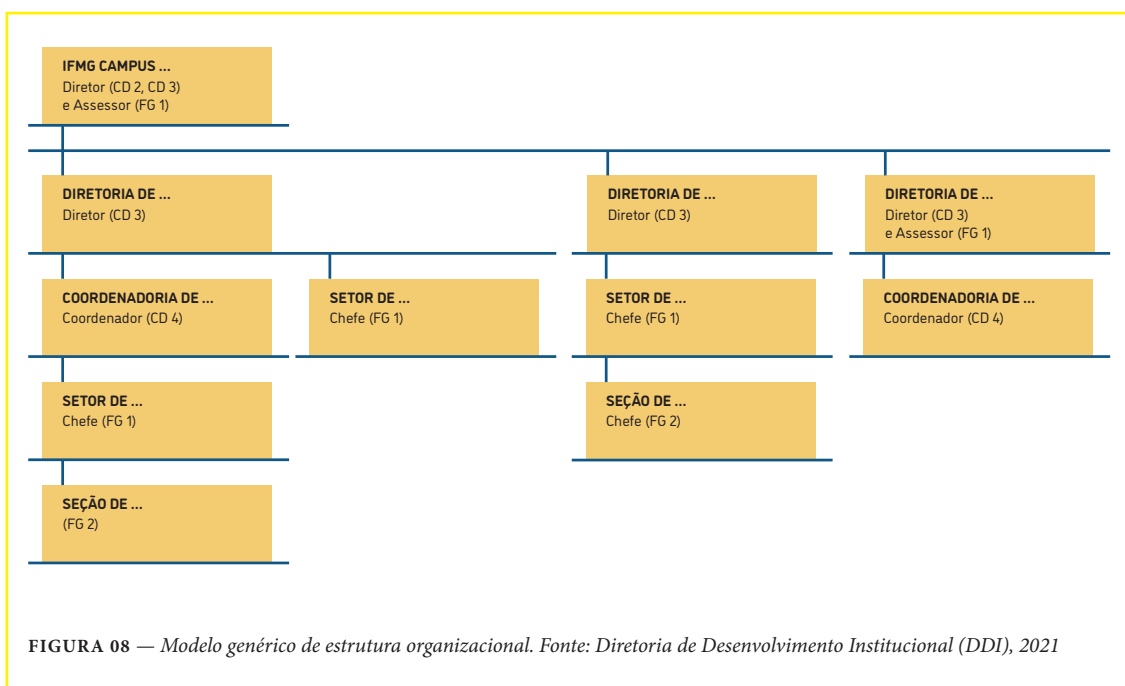 IFMG CAMPUS ...
Diretor (CD 2, CD 3)
e Assessor (FG 1)
DIRETORIA DE ...
Diretor (CD 3)
DIRETORIA DE ...
Diretor (CD 3)
DIRETORIA DE ...
Diretor (CD 3)
e Assessor (FG 1)
COORDENADORIA DE ...
Coordenador (CD 4)
SETOR DE ...
Chefe (FG 1)
SETOR DE ...
Chefe (FG 1)
COORDENADORIA DE ...
Coordenador (CD 4)
SETOR DE ...
Chefe (FG 1)
SEÇÃO DE ...
Chefe (FG 2)
SEÇÃO DE ...
(FG 2)
FIGURA 08 — Modelo genérico de estrutura organizacional. Fonte: Diretoria de Desenvolvimento Institucional (DDI), 2021